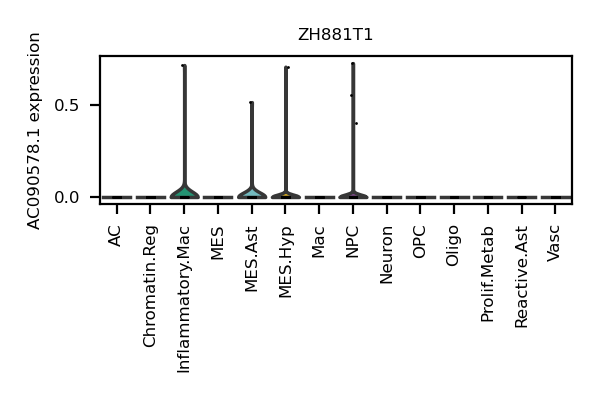 ZH881T1
AC090578.1 expression
0.5
0.0
AC
Chromatin.Reg
Inflammatory.Mac
MES
MES.Ast
MES.Hyp
Mac
NPC
Neuron
OPC
Oligo
Prolif.Metab
Reactive.Ast
Vasc